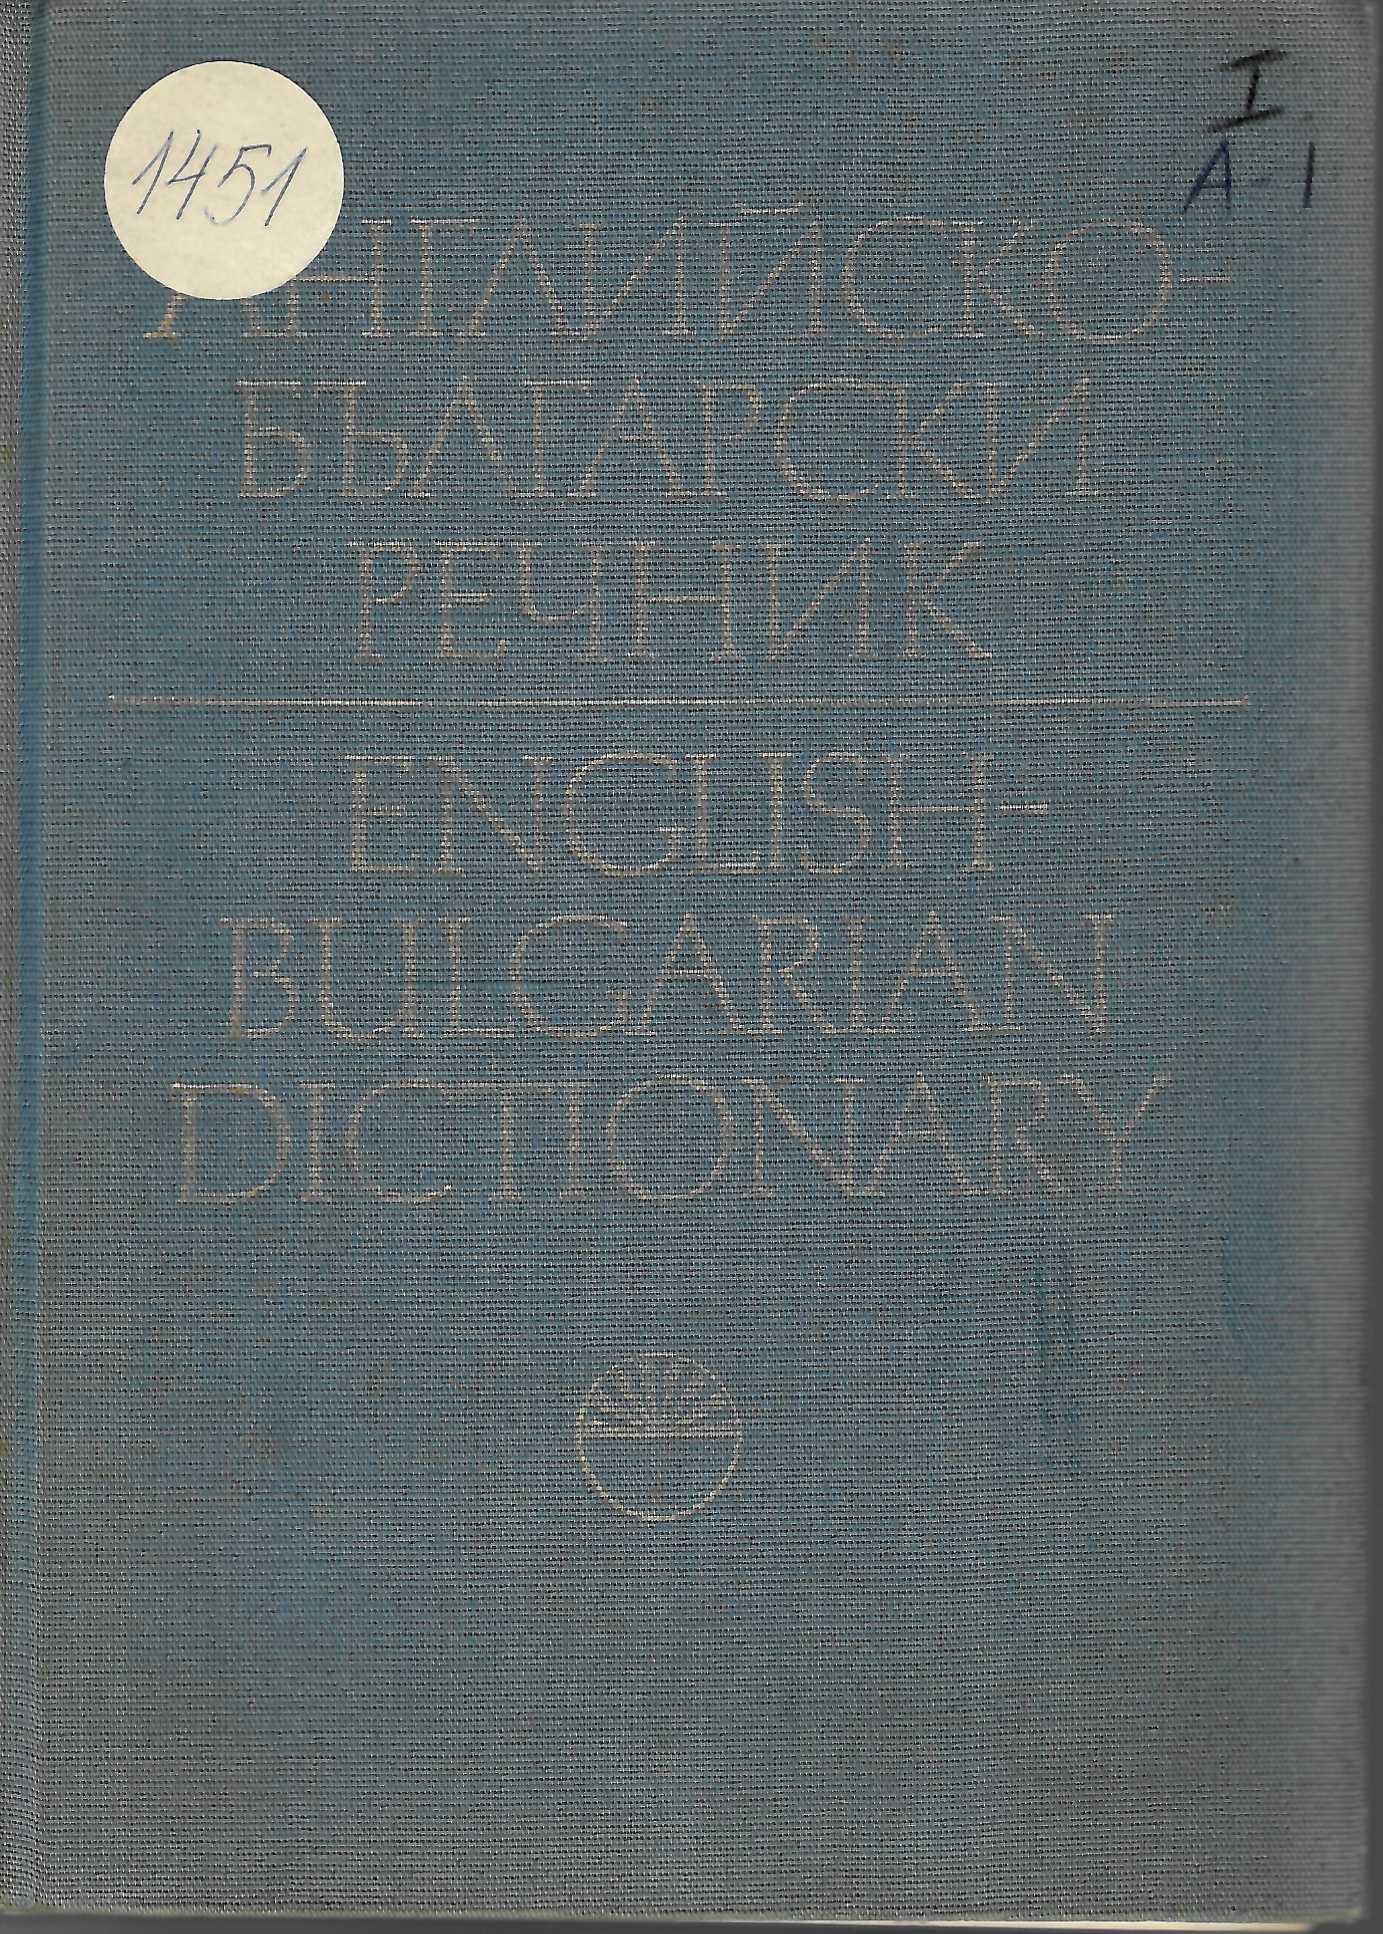 I
A-1
1451
АНГЛИЙСКО-
БЪЛГАРСКИ
РЕЧНИК
ENGLISH-
BULGARIAN
DICTIONARY